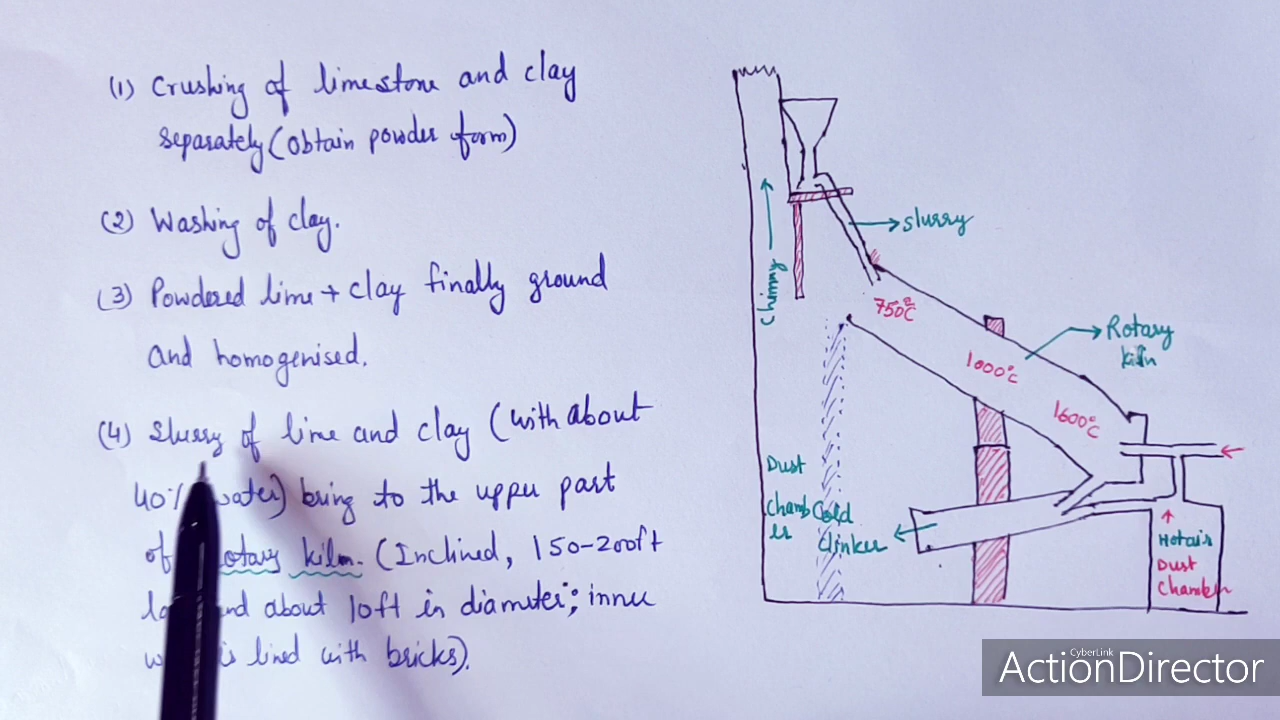 (1) Crushing of limestone and clay
separately (obtain powder form)
(2) Washing of clay.
(3) Powdered lime + clay finally ground
and homogenised.
(4) Slurry of lime and clay (with about
40% water) bring to the upper part
of rotary kiln. (Inclined, 150-200ft
and about 10ft in diameter; inner
is lined with bricks).
Chimney
slurry
750°C
1000°C
1600°C
Rotary
kiln
Dust
Chamb
er
Cold
Clinker
Hot air
Dust
Chamber
CyberLink
ActionDirector